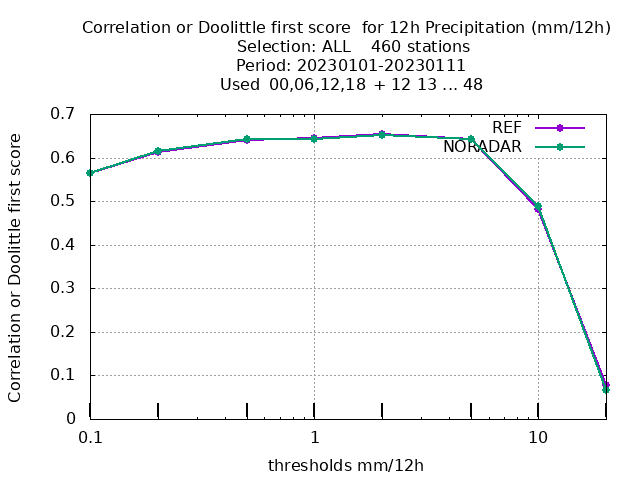 Correlation or Doolittle first score  for 12h Precipitation (mm/12h)
Selection: ALL    460 stations
Period: 20230101-20230111
Used  00,06,12,18  + 12 13 ... 48
REF
NORADAR
Correlation or Doolittle first score
0.7
0.6
0.5
0.4
0.3
0.2
0.1
0
0.1 1 10
thresholds mm/12h